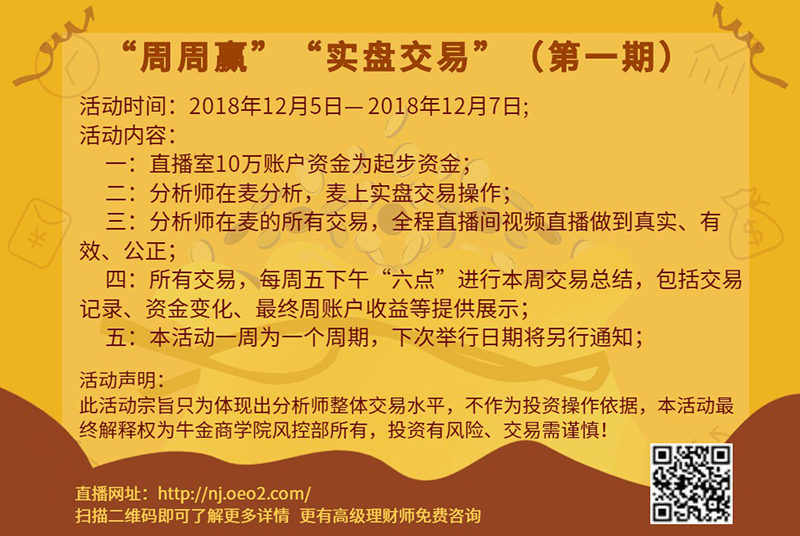 “周周赢”“实盘交易”（第一期）
活动时间：2018年12月5日—2018年12月7日；
活动内容：
一：直播室10万账户资金为起步资金；
二：分析师在麦分析，麦上实盘交易操作；
三：分析师在麦的所有交易，全程直播间视频直播做到真实、有
效、公正；
四：所有交易，每周五下午“六点”进行本周交易总结，包括交易
记录、资金变化、最终周账户收益等提供展示；
五：本活动一周为一个周期，下次举行日期将另行通知；
活动声明：
此活动宗旨只为体现出分析师整体交易水平，不作为投资操作依据，本活动最
终解释权为牛金商学院风控部所有，投资有风险、交易需谨慎！
直播网址：http://nj.oeo2.com/
扫描二维码即可了解更多详情 更有高级理财师免费咨询